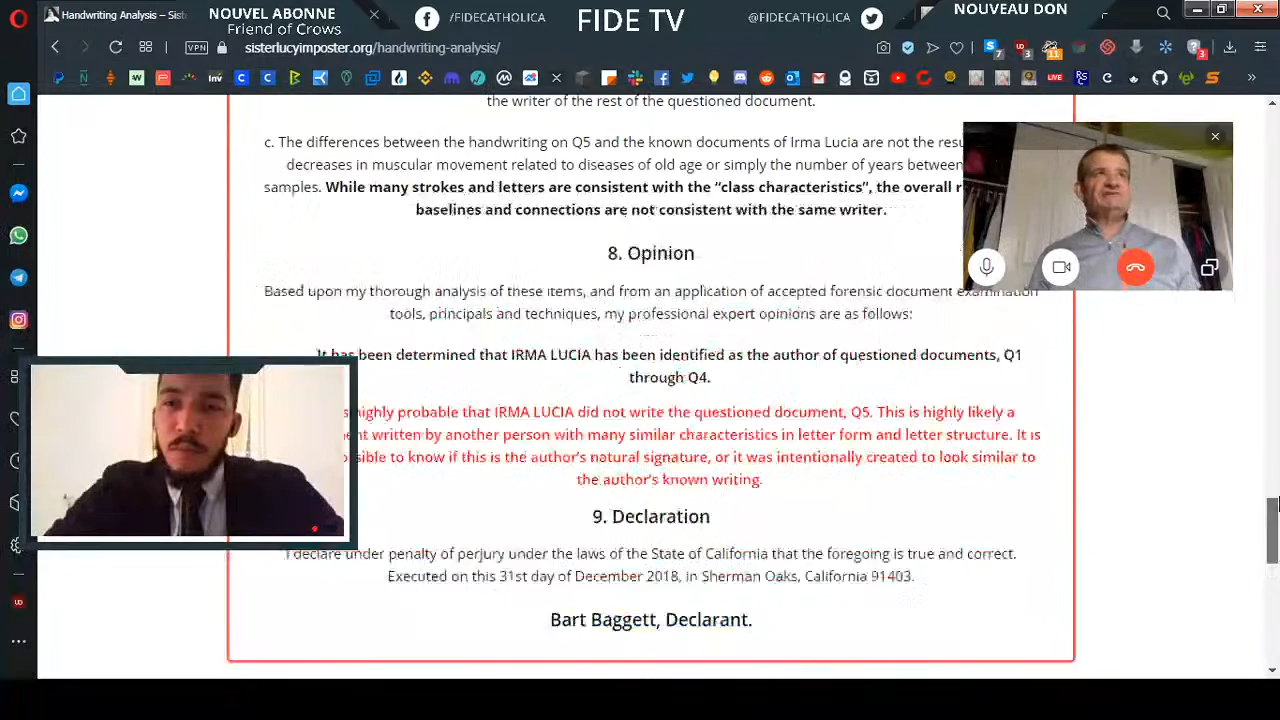 Handwriting Analysis – Sist
NOUVEL ABONNE
Friend of Crows
/FIDECATHOLICA
FIDE TV
@FIDECATHOLICA
NOUVEAU DON
VPN
sisterlucyimposter.org/handwriting-analysis/
7
3
11
3
Inv
LIVE
the writer of the rest of the questioned document.
c. The differences between the handwriting on Q5 and the known documents of Irma Lucia are not the
decreases in muscular movement related to diseases of old age or simply the number of years between
samples. While many strokes and letters are consistent with the “class characteristics”, the overall
baselines and connections are not consistent with the same writer.
8. Opinion
Based upon my thorough analysis of these items, and from an application of accepted forensic document examination
tools, principals and techniques, my professional expert opinions are as follows:
It has been determined that IRMA LUCIA has been identified as the author of questioned documents, Q1
through Q4.
highly probable that IRMA LUCIA did not write the questioned document, Q5. This is highly likely a
written by another person with many similar characteristics in letter form and letter structure. It is
to know if this is the author’s natural signature, or it was intentionally created to look similar to
the author’s known writing.
9. Declaration
I declare under penalty of perjury under the laws of the State of California that the foregoing is true and correct.
Executed on this 31st day of December 2018, in Sherman Oaks, California 91403.
Bart Baggett, Declarant.